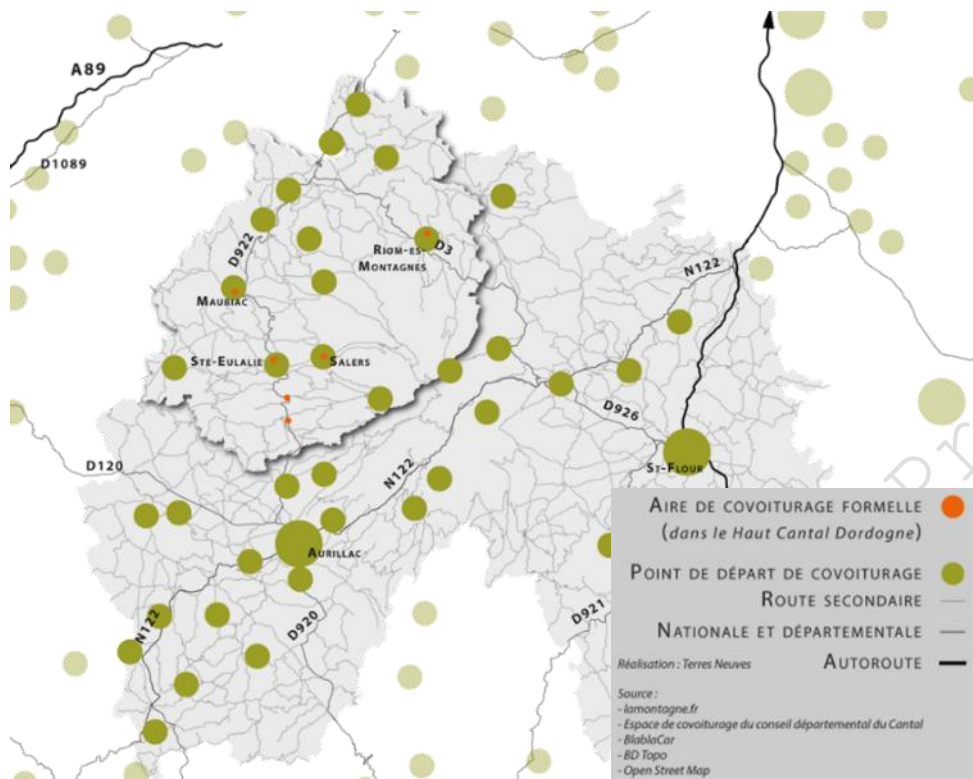 A89
D1089
D922
RIOM-ES-
MONTAGNES
D3
N122
MAURIAC
STE-EULALIE
SALERS
D926
D120
N122
ST-FLOUR
AURILLAC
N122
D920
D921
AIRE DE COVOITURAGE FORMELLE
(dans le Haut Cantal Dordogne)
POINT DE DÉPART DE COVOITURAGE
ROUTE SECONDAIRE
NATIONALE ET DÉPARTEMENTALE
Réalisation : Terres Neuves
AUTOROUTE
Source :
- lamontagne.fr
- Espace de covoiturage du conseil départemental du Cantal
- BlablaCar
- BD Topo
- Open Street Map